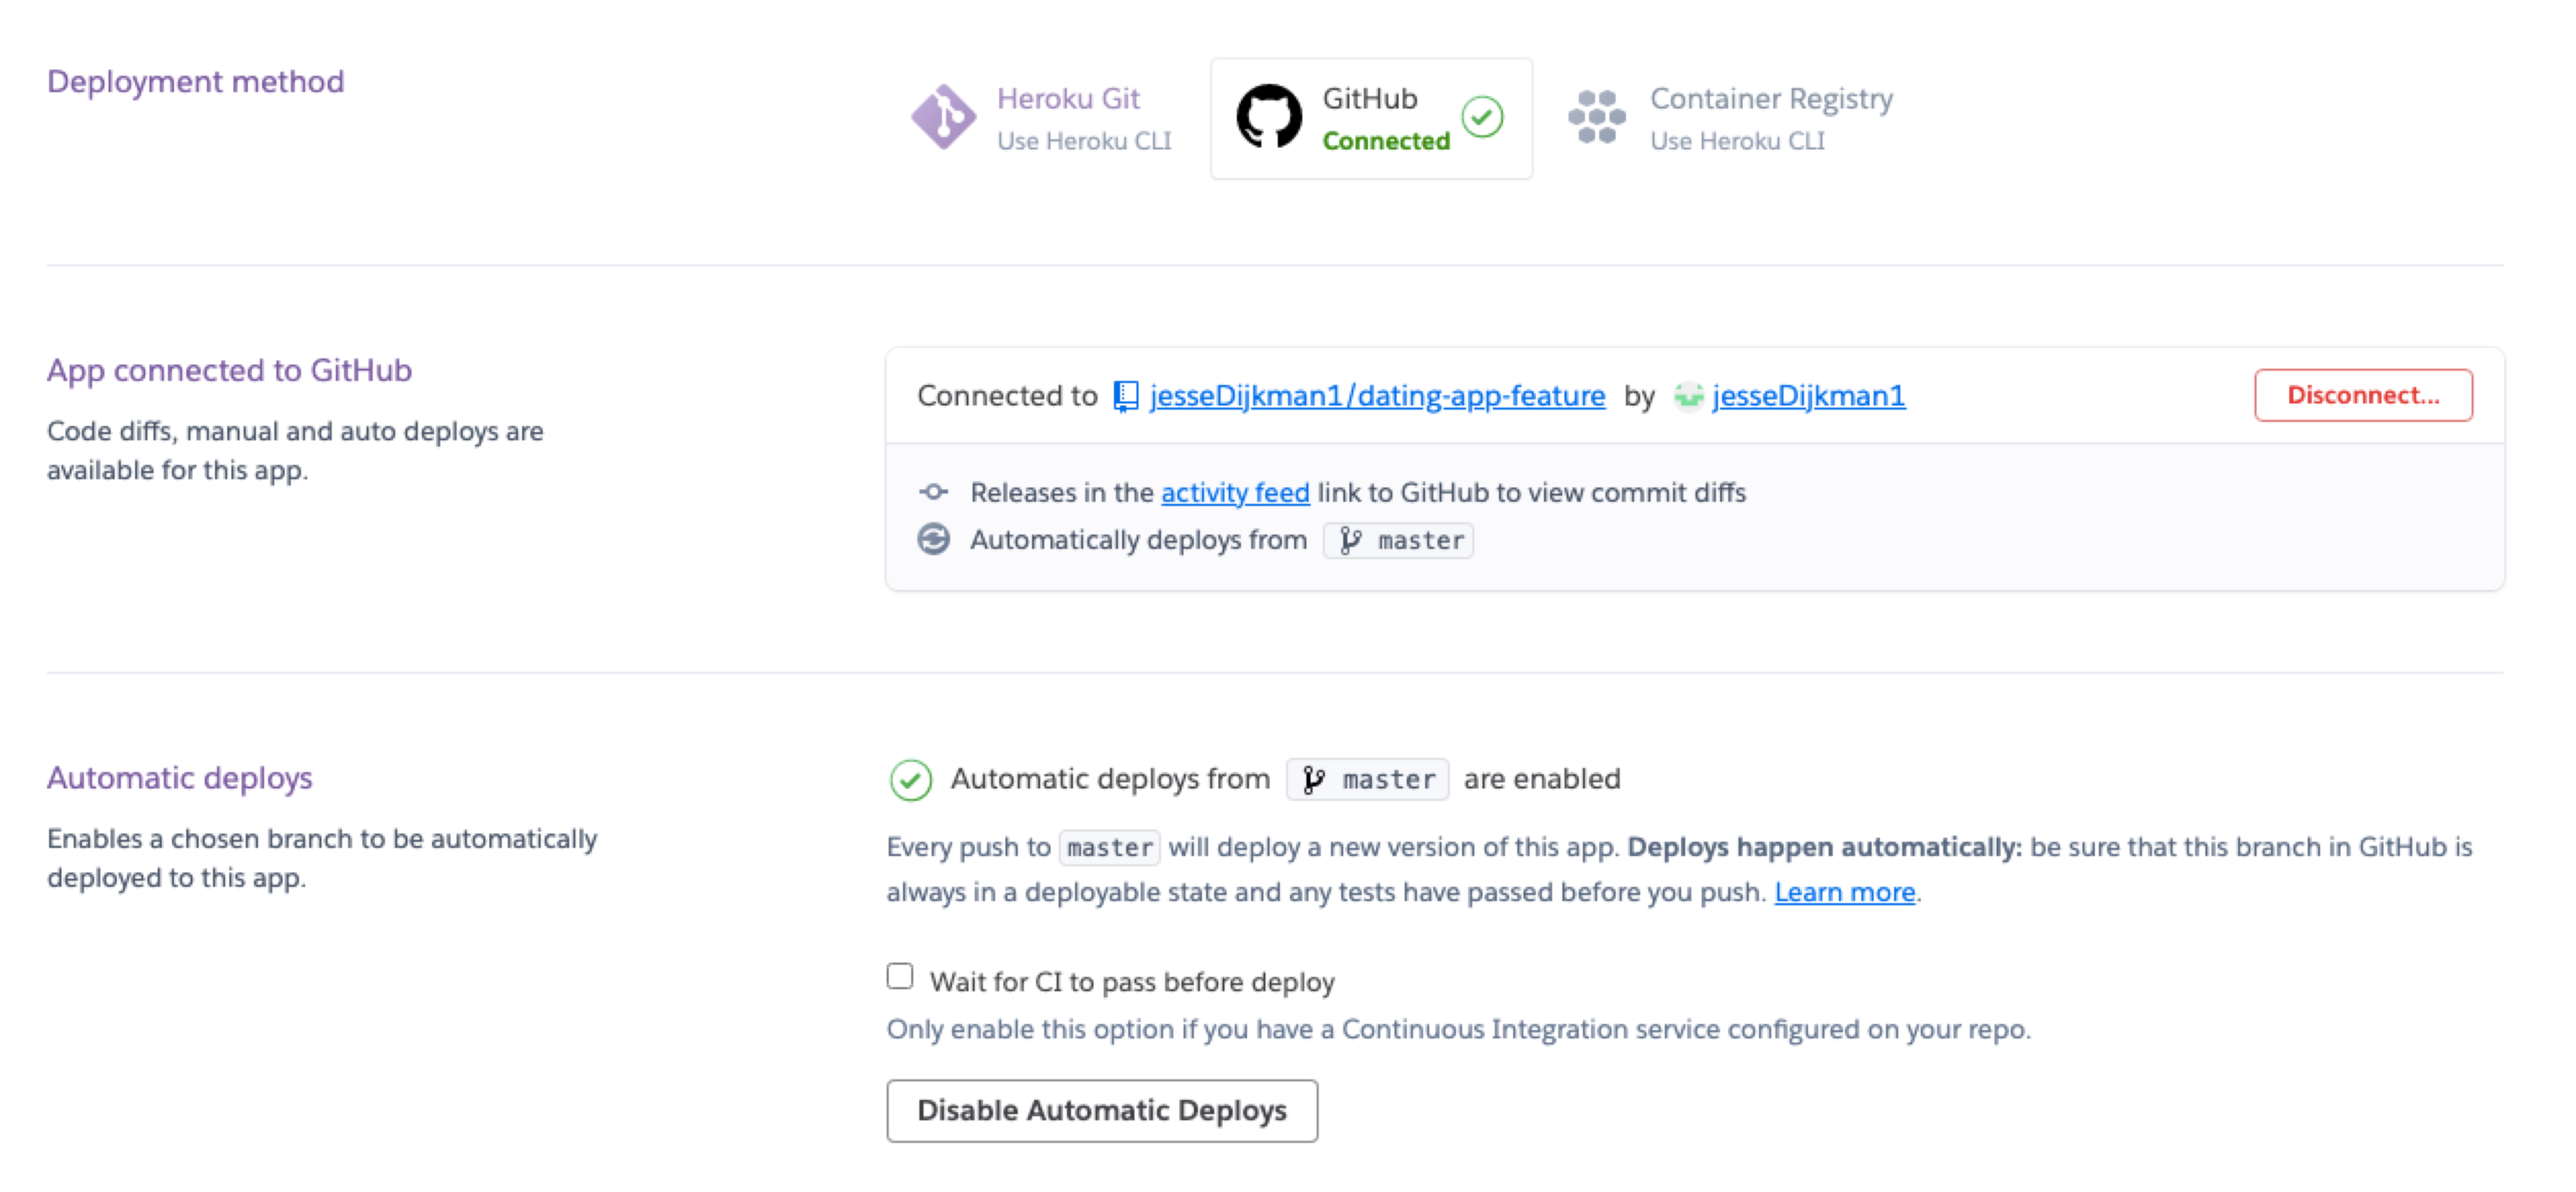 Deployment method
Heroku Git
Use Heroku CLI
GitHub
Connected
Container Registry
Use Heroku CLI
App connected to GitHub
Code diffs, manual and auto deploys are
available for this app.
Connected to jesseDijkman1/dating-app-feature by jesseDijkman1
Disconnect...
Releases in the activity feed link to GitHub to view commit diffs
Automatically deploys from master
Automatic deploys
Enables a chosen branch to be automatically
deployed to this app.
Automatic deploys from master are enabled
Every push to master will deploy a new version of this app. Deploys happen automatically: be sure that this branch in GitHub is
always in a deployable state and any tests have passed before you push. Learn more.
Wait for CI to pass before deploy
Only enable this option if you have a Continuous Integration service configured on your repo.
Disable Automatic Deploys